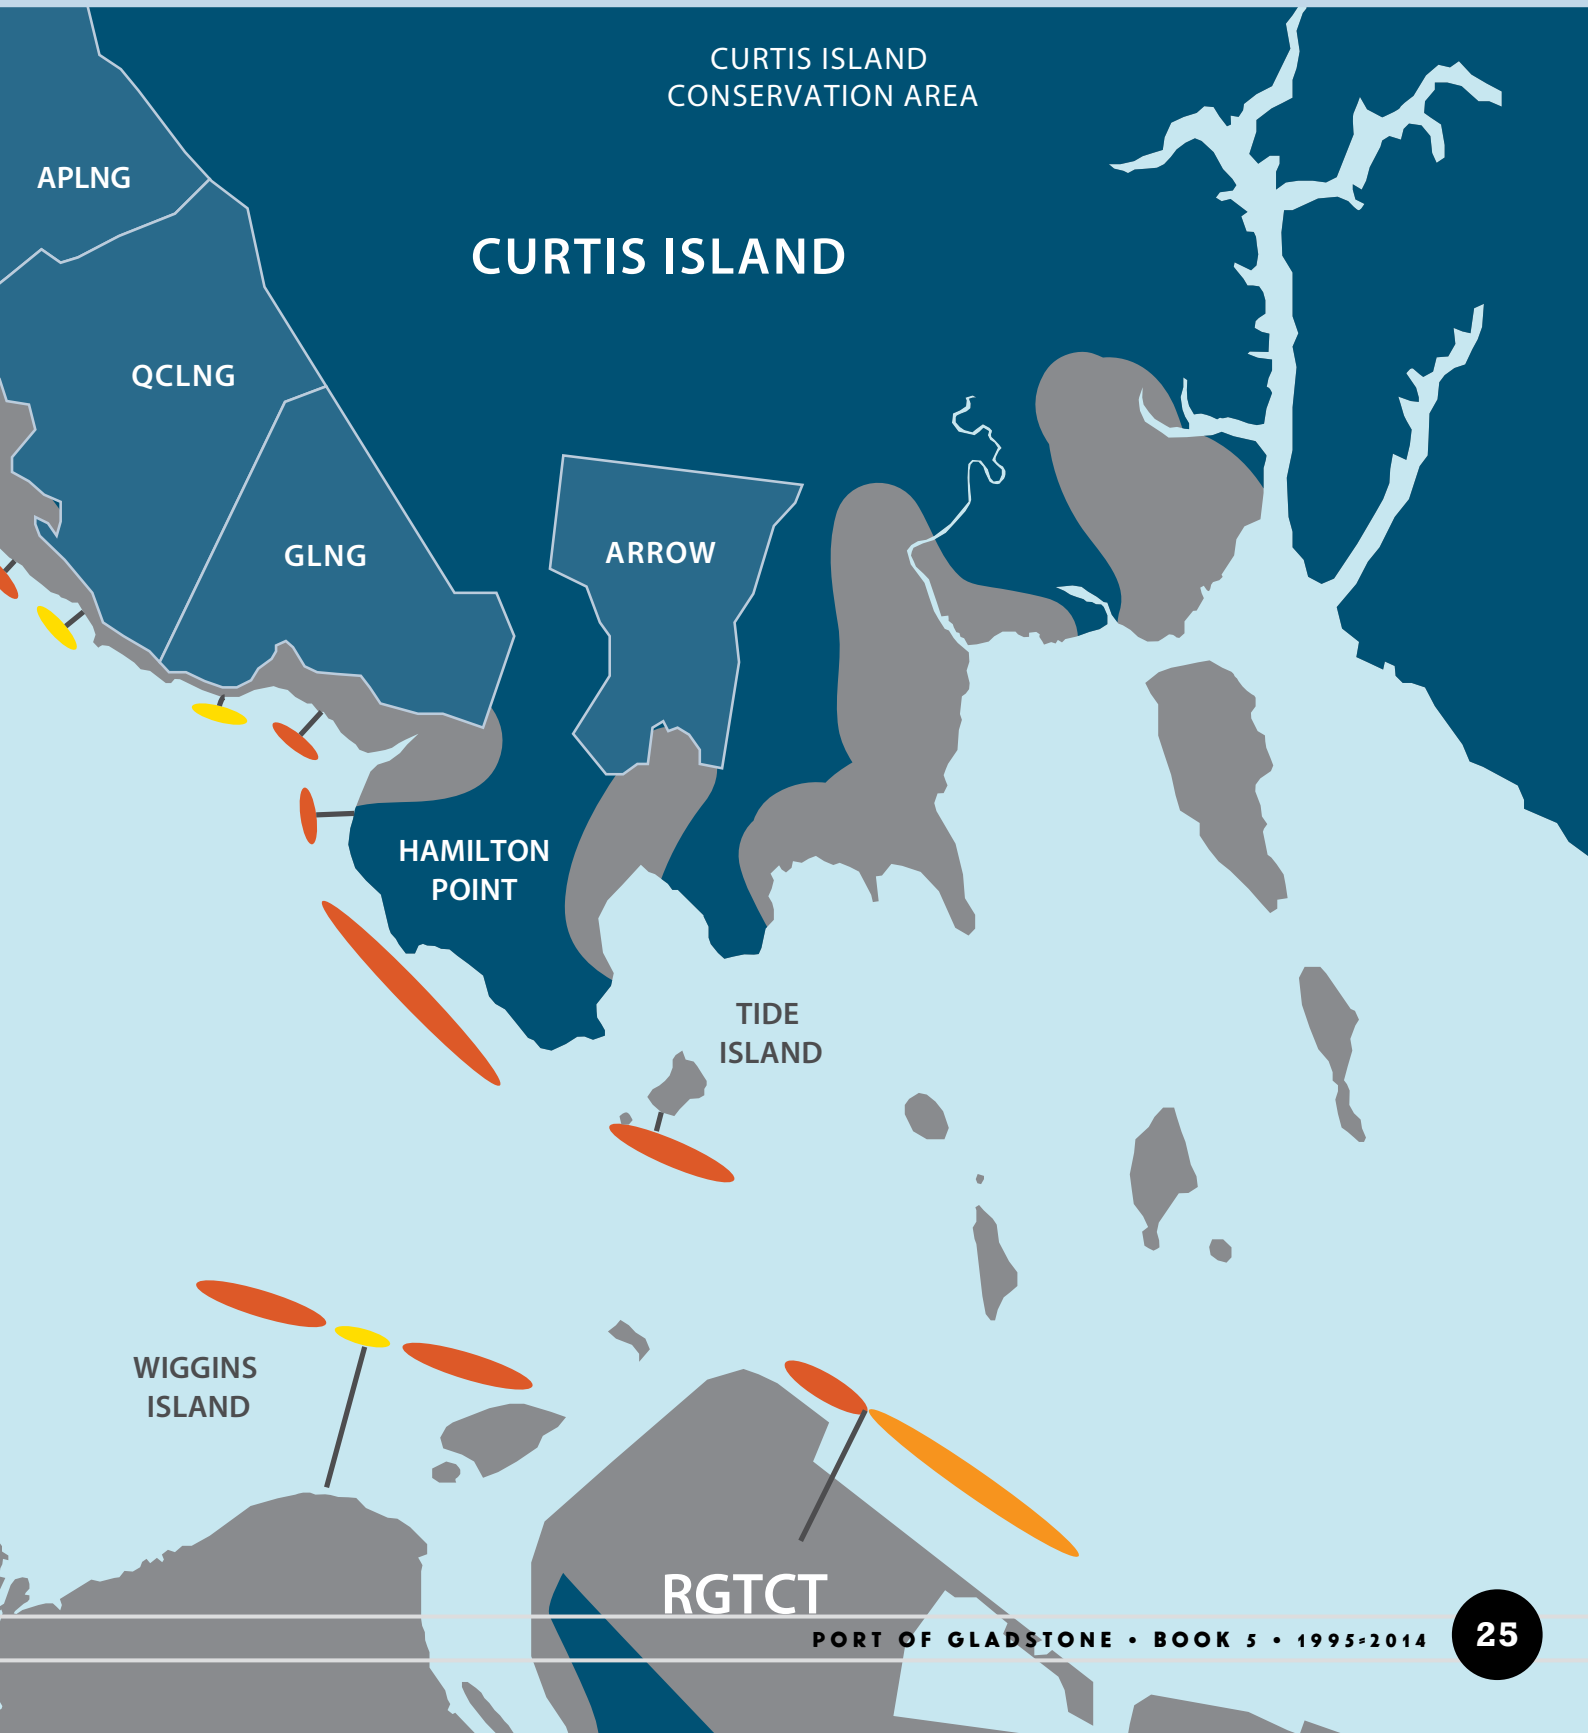 CURTIS ISLAND
CONSERVATION AREA
APLNG
CURTIS ISLAND
QCLNG
GLNG
ARROW
HAMILTON
POINT
TIDE
ISLAND
WIGGINS
ISLAND
RGTCT
PORT OF GLADSTONE • BOOK 5 • 1995-2014
25